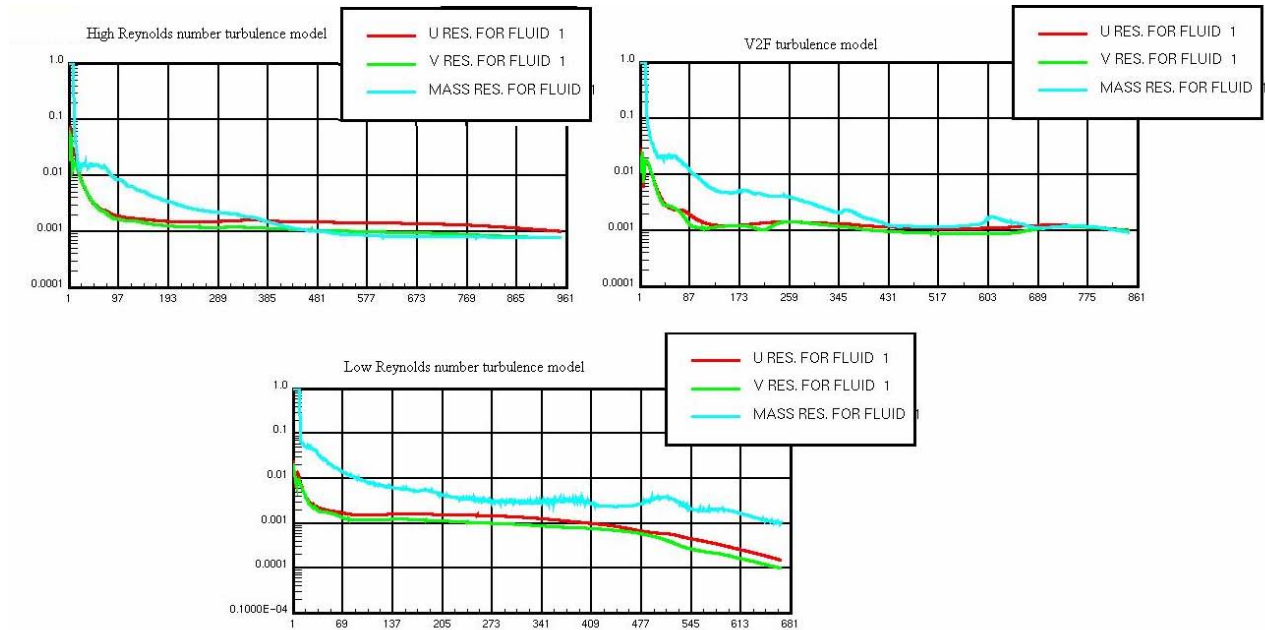 High Reynolds number turbulence model
U RES. FOR FLUID 1
V RES. FOR FLUID 1
MASS RES. FOR FLUID 1
1.0
0.1
0.01
0.001
0.0001
1 97 193 289 385 481 577 673 769 865 961
V2F turbulence model
U RES. FOR FLUID 1
V RES. FOR FLUID 1
MASS RES. FOR FLUID 1
1.0
0.1
0.01
0.001
0.0001
1 87 173 259 345 431 517 603 689 775 861
Low Reynolds number turbulence model
U RES. FOR FLUID 1
V RES. FOR FLUID 1
MASS RES. FOR FLUID 1
1.0
0.1
0.01
0.001
0.0001
0.1000E-04
1 69 137 205 273 341 409 477 545 613 681